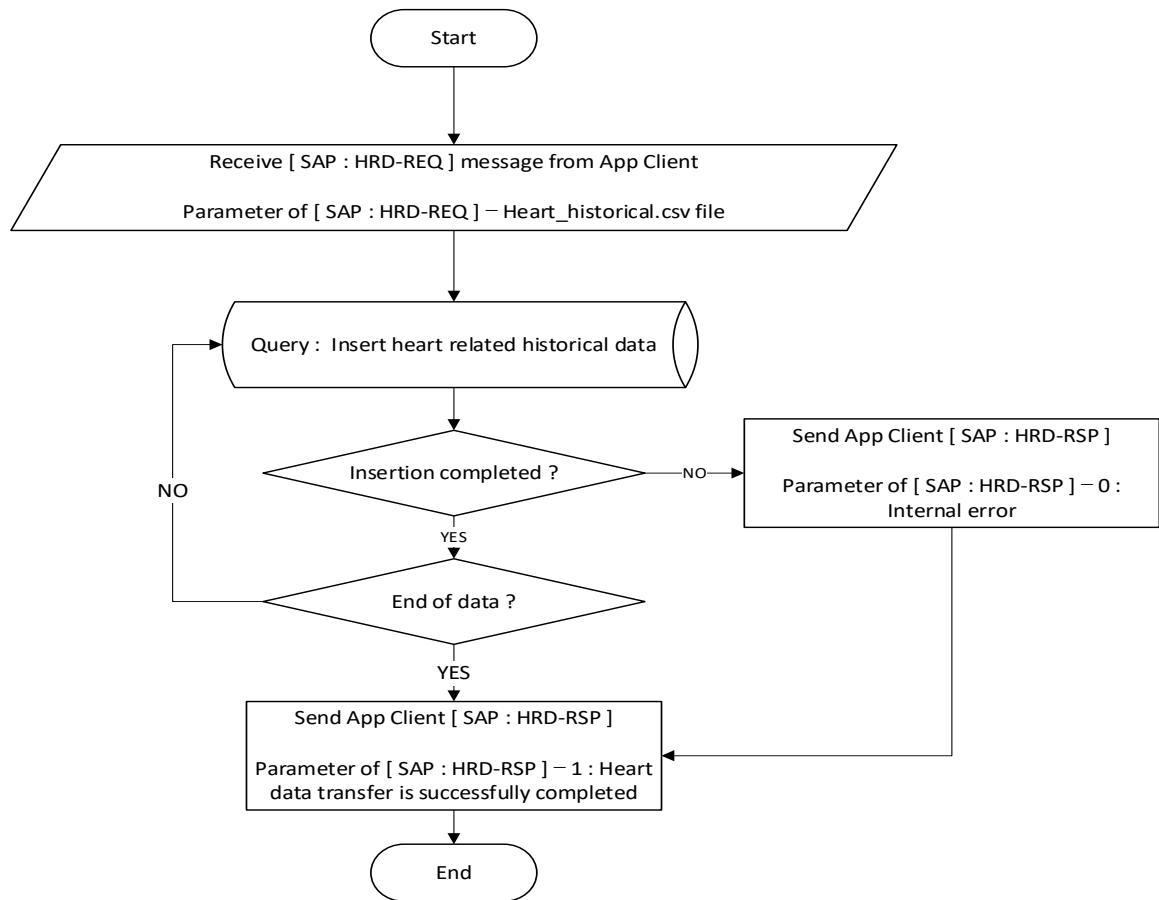 Start
Receive [ SAP : HRD-REQ ] message from App Client
Parameter of [ SAP : HRD-REQ ] – Heart_historical.csv file
Query :  Insert heart related historical data
Insertion completed ?
NO
Send App Client [ SAP : HRD-RSP ]
Parameter of [ SAP : HRD-RSP ] – 0 :
Internal error
NO
YES
End of data ?
YES
Send App Client [ SAP : HRD-RSP ]
Parameter of [ SAP : HRD-RSP ] – 1 : Heart
data transfer is successfully completed
End